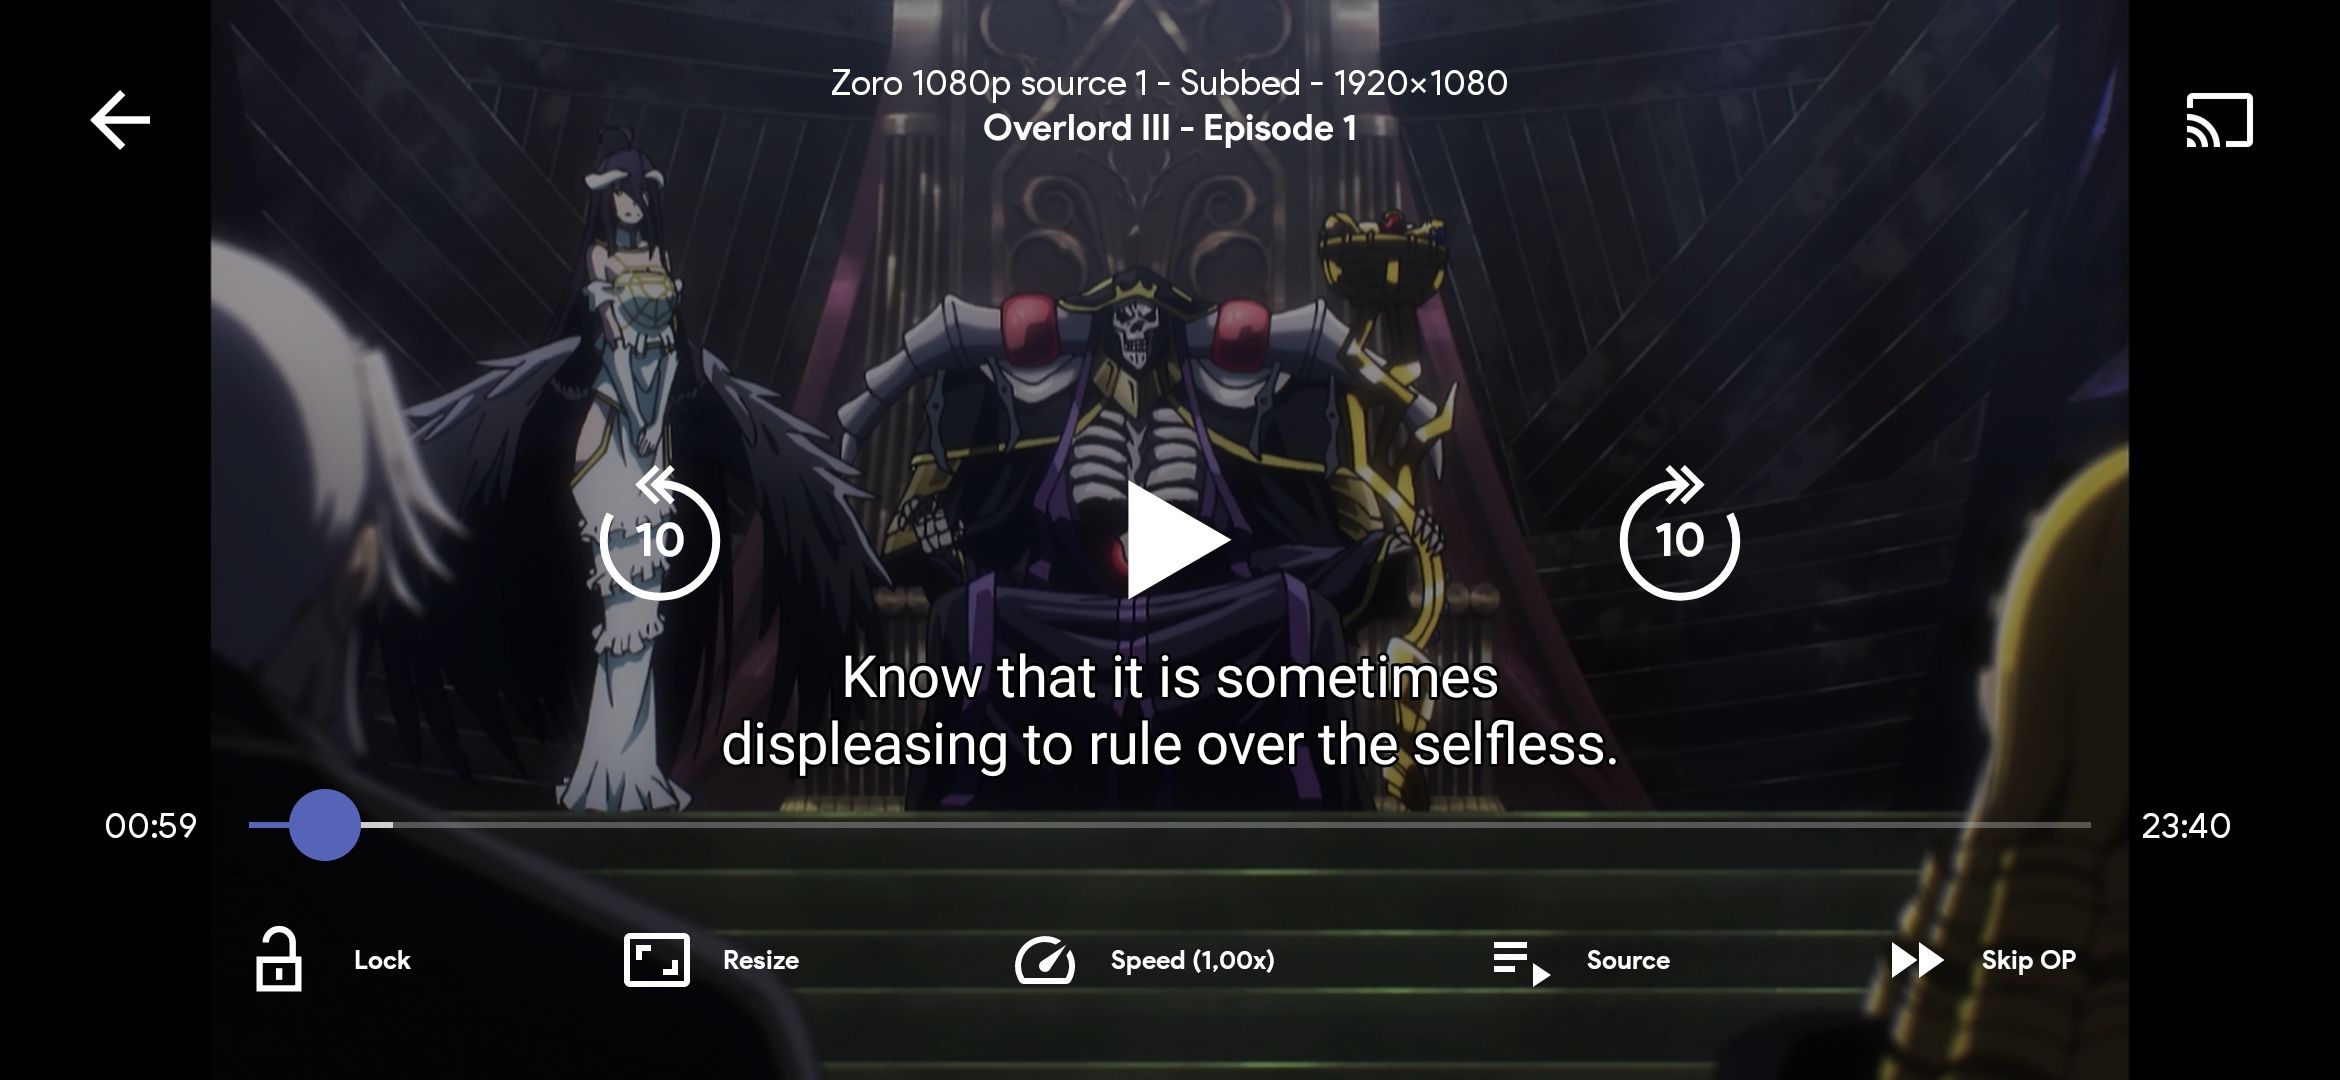 Zoro 1080p source 1 - Subbed - 1920×1080
Overlord III - Episode 1
10
10
Know that it is sometimes
displeasing to rule over the selfless.
00:59
23:40
Lock
Resize
Speed (1,00x)
Source
Skip OP